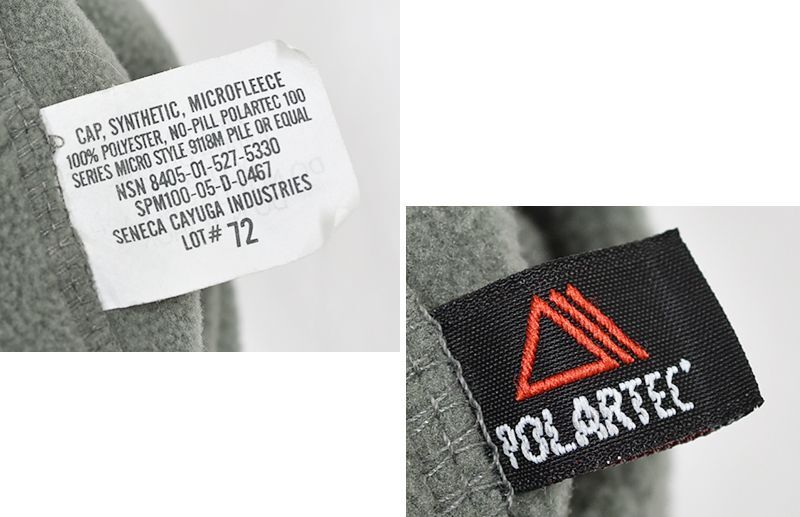 CAP, SYNTHETIC, MICROFLEECE
100% POLYESTER, NO-PILL POLARTEC 100
SERIES MICRO STYLE 9118M PILE OR EQUAL
NSN 8405-01-527-5330
SPM100-05-D-0467
SENECA CAYUGA INDUSTRIES
LOT # 72
POLARTEC